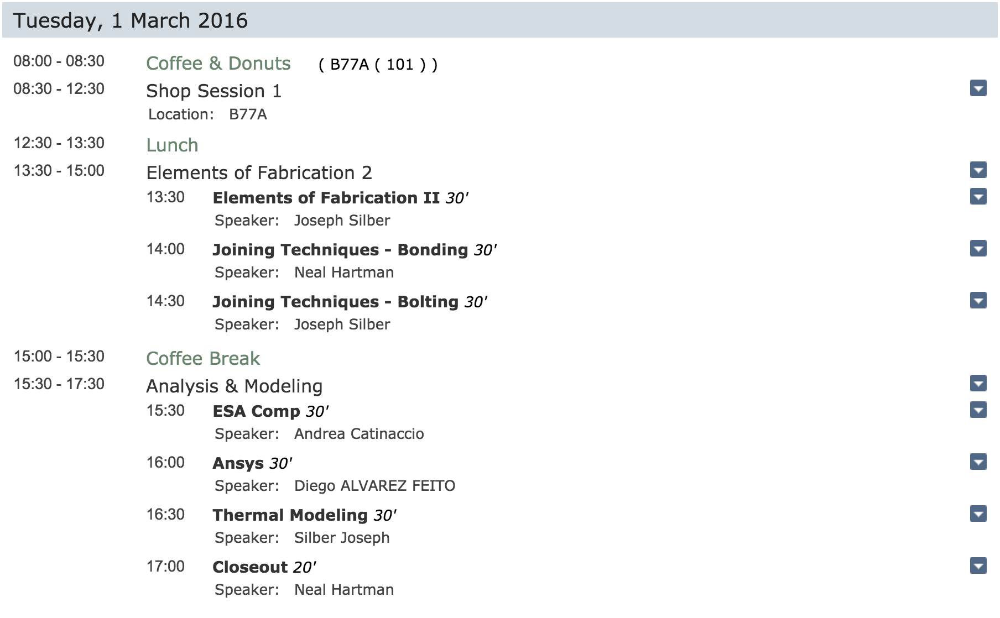 Tuesday, 1 March 2016
08:00 - 08:30 Coffee & Donuts ( B77A ( 101 ) )
08:30 - 12:30 Shop Session 1
Location: B77A
12:30 - 13:30 Lunch
13:30 - 15:00 Elements of Fabrication 2
13:30 Elements of Fabrication II 30'
Speaker: Joseph Silber
14:00 Joining Techniques - Bonding 30'
Speaker: Neal Hartman
14:30 Joining Techniques - Bolting 30'
Speaker: Joseph Silber
15:00 - 15:30 Coffee Break
15:30 - 17:30 Analysis & Modeling
15:30 ESA Comp 30'
Speaker: Andrea Catinaccio
16:00 Ansys 30'
Speaker: Diego ALVAREZ FEITO
16:30 Thermal Modeling 30'
Speaker: Silber Joseph
17:00 Closeout 20'
Speaker: Neal Hartman